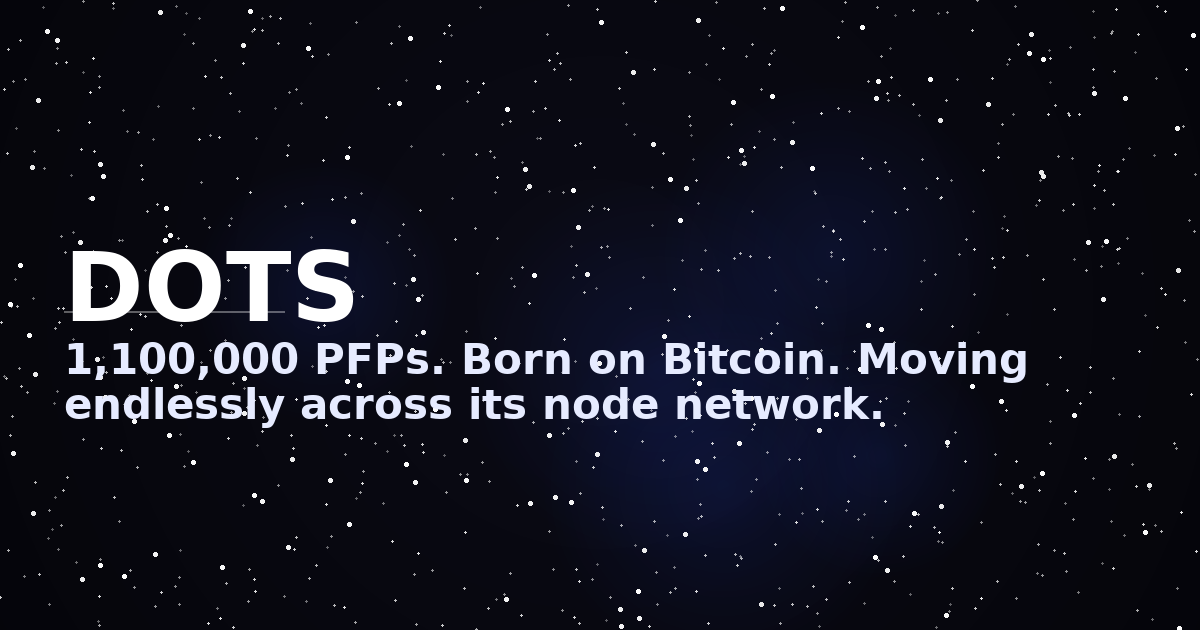 DOTS
1,100,000 PFPs. Born on Bitcoin. Moving
endlessly across its node network.